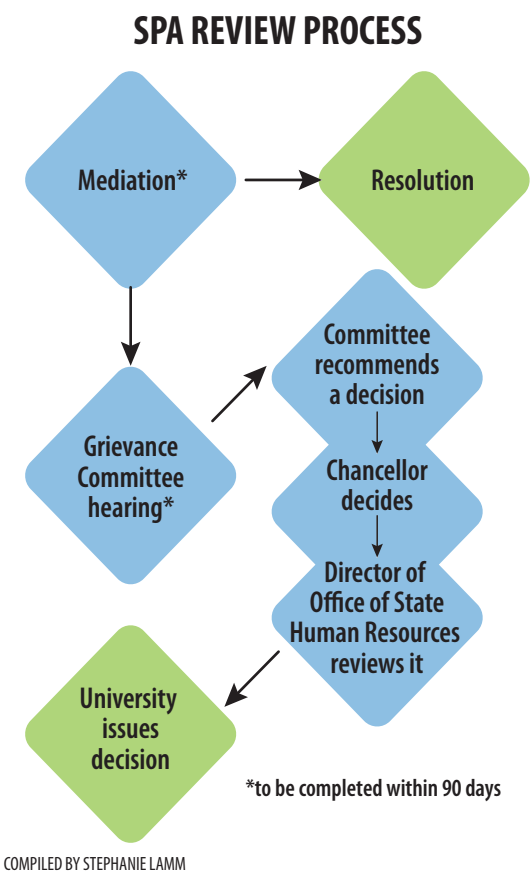 SPA REVIEW PROCESS
Mediation*
Resolution
Grievance
Committee
hearing*
Committee
recommends
a decision
Chancellor
decides
Director of
Office of State
Human Resources
reviews it
University
issues
decision
*to be completed within 90 days
COMPILED BY STEPHANIE LAMM